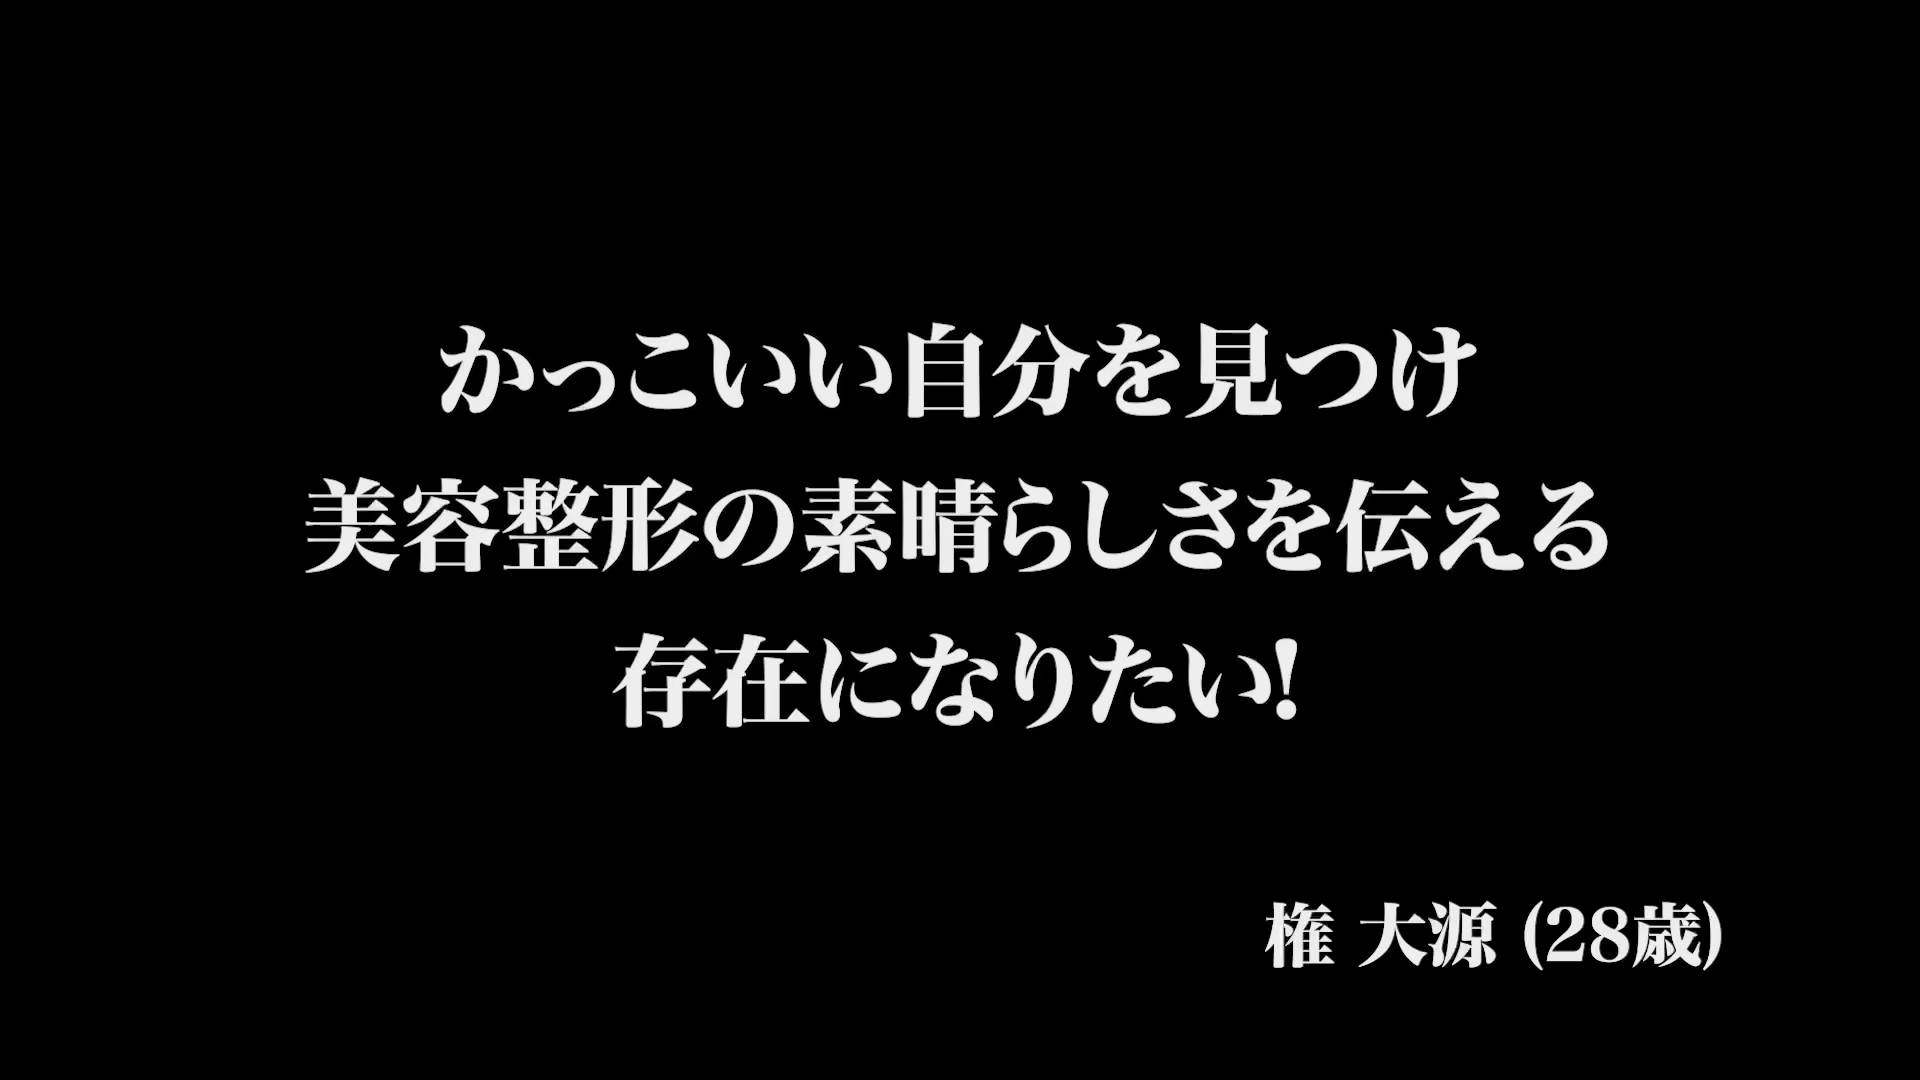 かっこいい自分を見つけ
美容整形の素晴らしさを伝える
存在になりたい!
権 大源 (28歳)